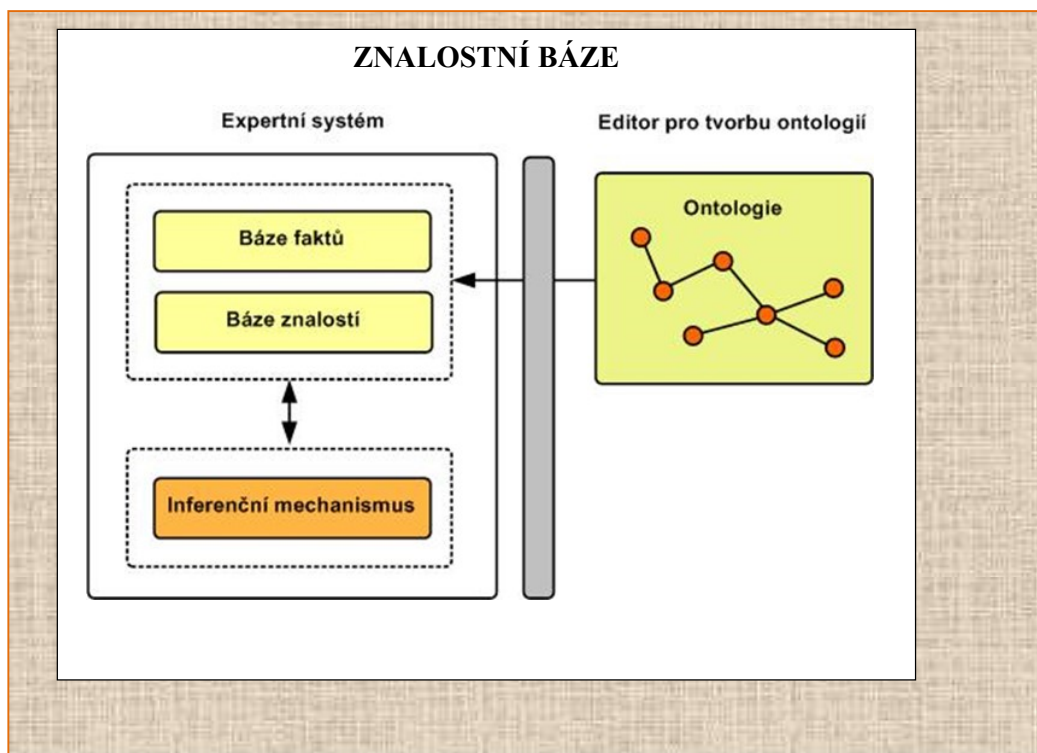 ZNALOSTNÍ BÁZE
Expertní systém
Editor pro tvorbu ontologií
Báze faktů
Báze znalostí
Inferenční mechanismus
Ontologie